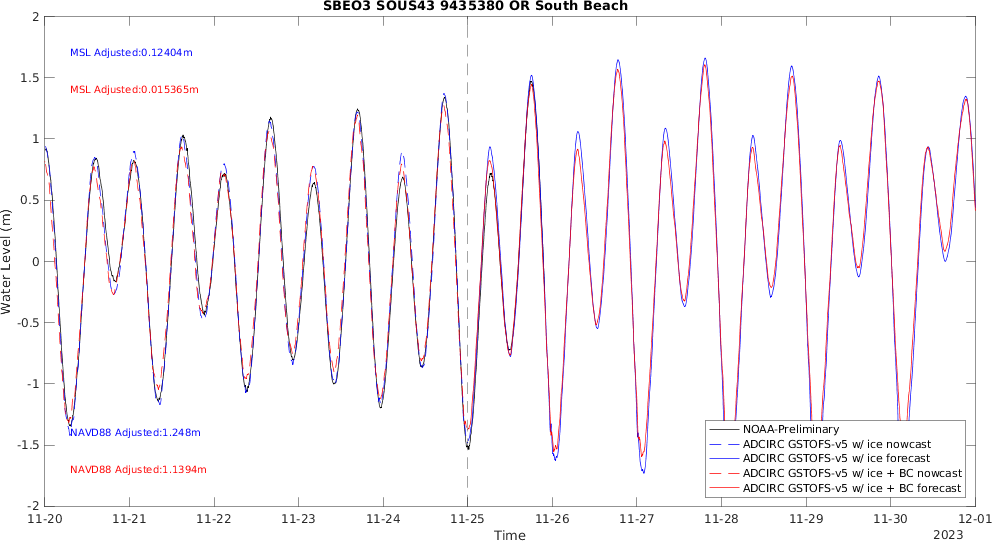 SBEO3 SOUS43 9435380 OR South Beach
2
1.5
1
0.5
0
-0.5
-1
-1.5
-2
Water Level (m)
MSL Adjusted:0.12404m
MSL Adjusted:0.015365m
NAVD88 Adjusted:1.248m
NAVD88 Adjusted:1.1394m
NOAA-Preliminary
ADCIRC GSTOFS-v5 w/ ice nowcast
ADCIRC GSTOFS-v5 w/ ice forecast
ADCIRC GSTOFS-v5 w/ ice + BC nowcast
ADCIRC GSTOFS-v5 w/ ice + BC forecast
11-20 11-21 11-22 11-23 11-24 11-25 11-26 11-27 11-28 11-29 11-30 12-01
Time
2023